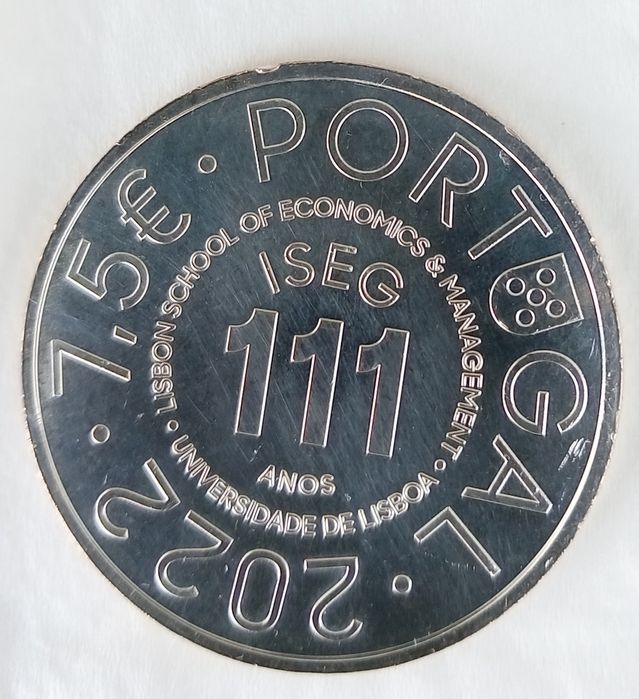 PORTUGAL · 2022 · 7,5€ ·
LISBON SCHOOL OF ECONOMICS & MANAGEMENT ·
UNIVERSIDADE DE LISBOA ·
ISEG
111
ANOS